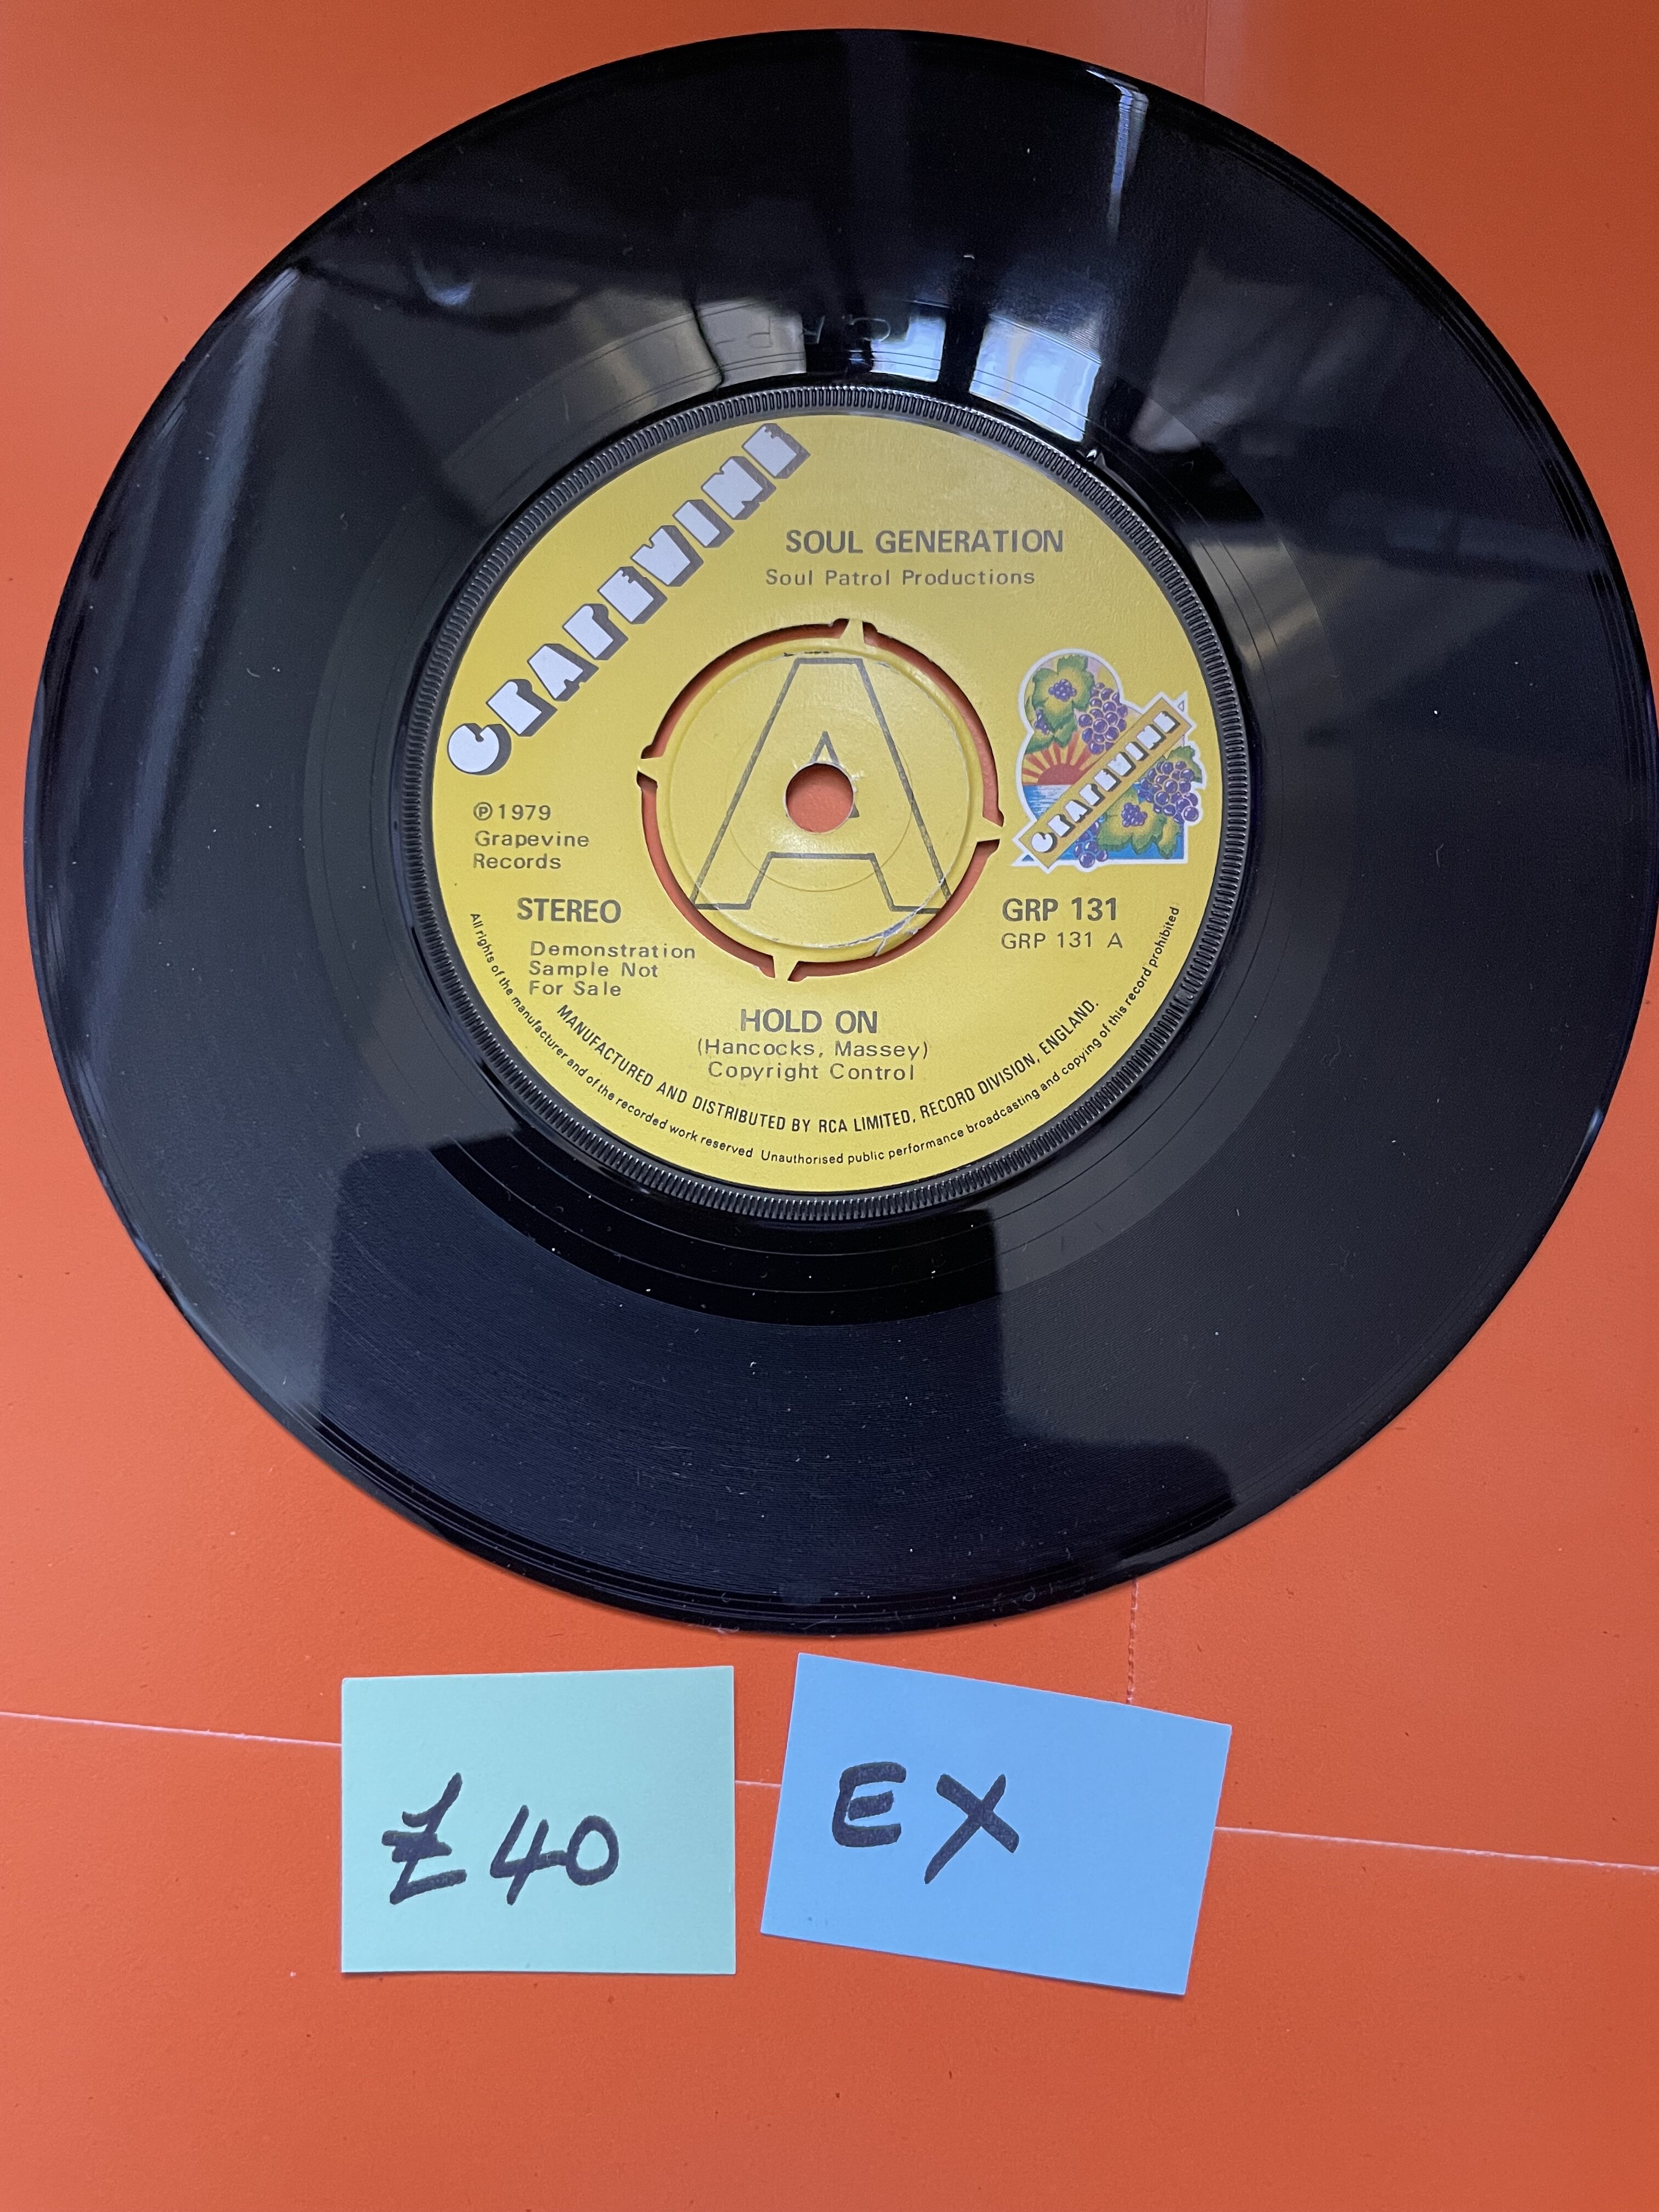 GRAPEVINE
SOUL GENERATION
Soul Patrol Productions
A
GRAPEVINE
℗ 1979
Grapevine
Records
STEREO
GRP 131
GRP 131 A
Demonstration
Sample Not
For Sale
HOLD ON
(Hancocks, Massey)
Copyright Control
MANUFACTURED AND DISTRIBUTED BY RCA LIMITED, RECORD DIVISION, ENGLAND.
All rights of the manufacturer and of the recorded work reserved Unauthorised public performance broadcasting and copying of this record prohibited
£40
EX